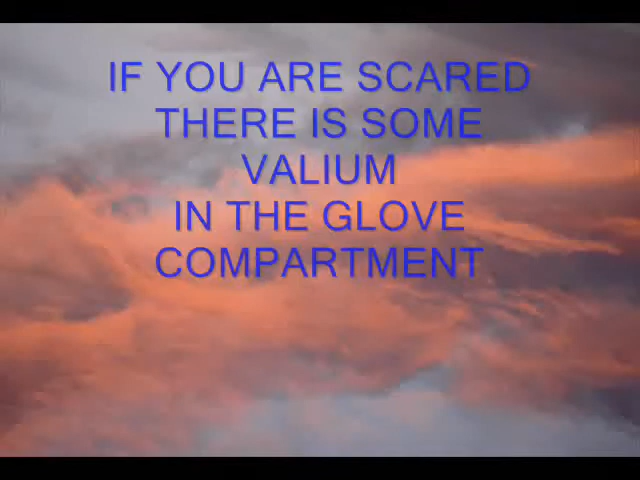 IF YOU ARE SCARED
THERE IS SOME
VALIUM
IN THE GLOVE
COMPARTMENT